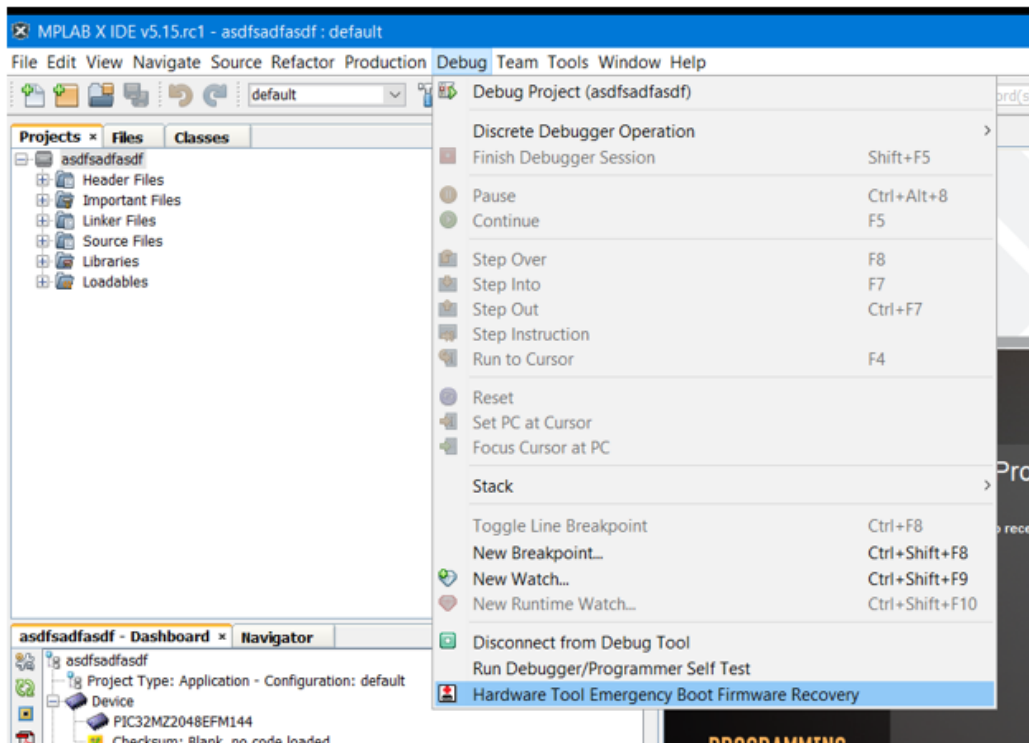 MPLAB X IDE v5.15.rc1 - asdfsadfasdf : default
File Edit View Navigate Source Refactor Production Debug Team Tools Window Help
default
Projects × Files Classes
asdfsadfasdf
Header Files
Important Files
Linker Files
Source Files
Libraries
Loadables
Debug Project (asdfsadfasdf)
Discrete Debugger Operation
Finish Debugger Session Shift+F5
Pause Ctrl+Alt+8
Continue F5
Step Over F8
Step Into F7
Step Out Ctrl+F7
Step Instruction
Run to Cursor F4
Reset
Set PC at Cursor
Focus Cursor at PC
Stack
Toggle Line Breakpoint Ctrl+F8
New Breakpoint... Ctrl+Shift+F8
New Watch... Ctrl+Shift+F9
New Runtime Watch... Ctrl+Shift+F10
Disconnect from Debug Tool
Run Debugger/Programmer Self Test
Hardware Tool Emergency Boot Firmware Recovery
asdfsadfasdf - Dashboard × Navigator
asdfsadfasdf
Project Type: Application - Configuration: default
Device
PIC32MZ2048EFM144
Checksum: Blank, no code loaded
PROGRAMMING